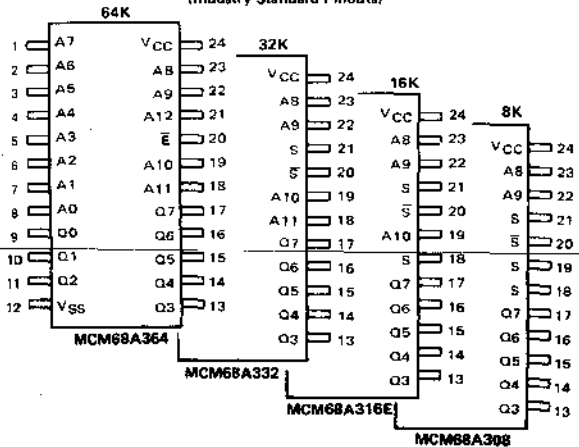 (Industry Standard Pinouts)
64K
1 A7 VCC 24
2 A6 A8 23
3 A5 A9 22
4 A4 A12 21
5 A3 E̅ 20
6 A2 A10 19
7 A1 A11 18
8 A0 Q7 17
9 Q0 Q6 16
10 Q1 Q5 15
11 Q2 Q4 14
12 VSS Q3 13
MCM68A364
32K
VCC 24
A8 23
A9 22
S 21
S̅ 20
A10 19
A11 18
Q7 17
Q6 16
Q5 15
Q4 14
Q3 13
MCM68A332
16K
VCC 24
A8 23
A9 22
S 21
S̅ 20
A10 19
S 18
Q7 17
Q6 16
Q5 15
Q4 14
Q3 13
MCM68A316E
8K
VCC 24
A8 23
A9 22
S 21
S̅ 20
S 19
S 18
Q7 17
Q6 16
Q5 15
Q4 14
Q3 13
MCM68A308